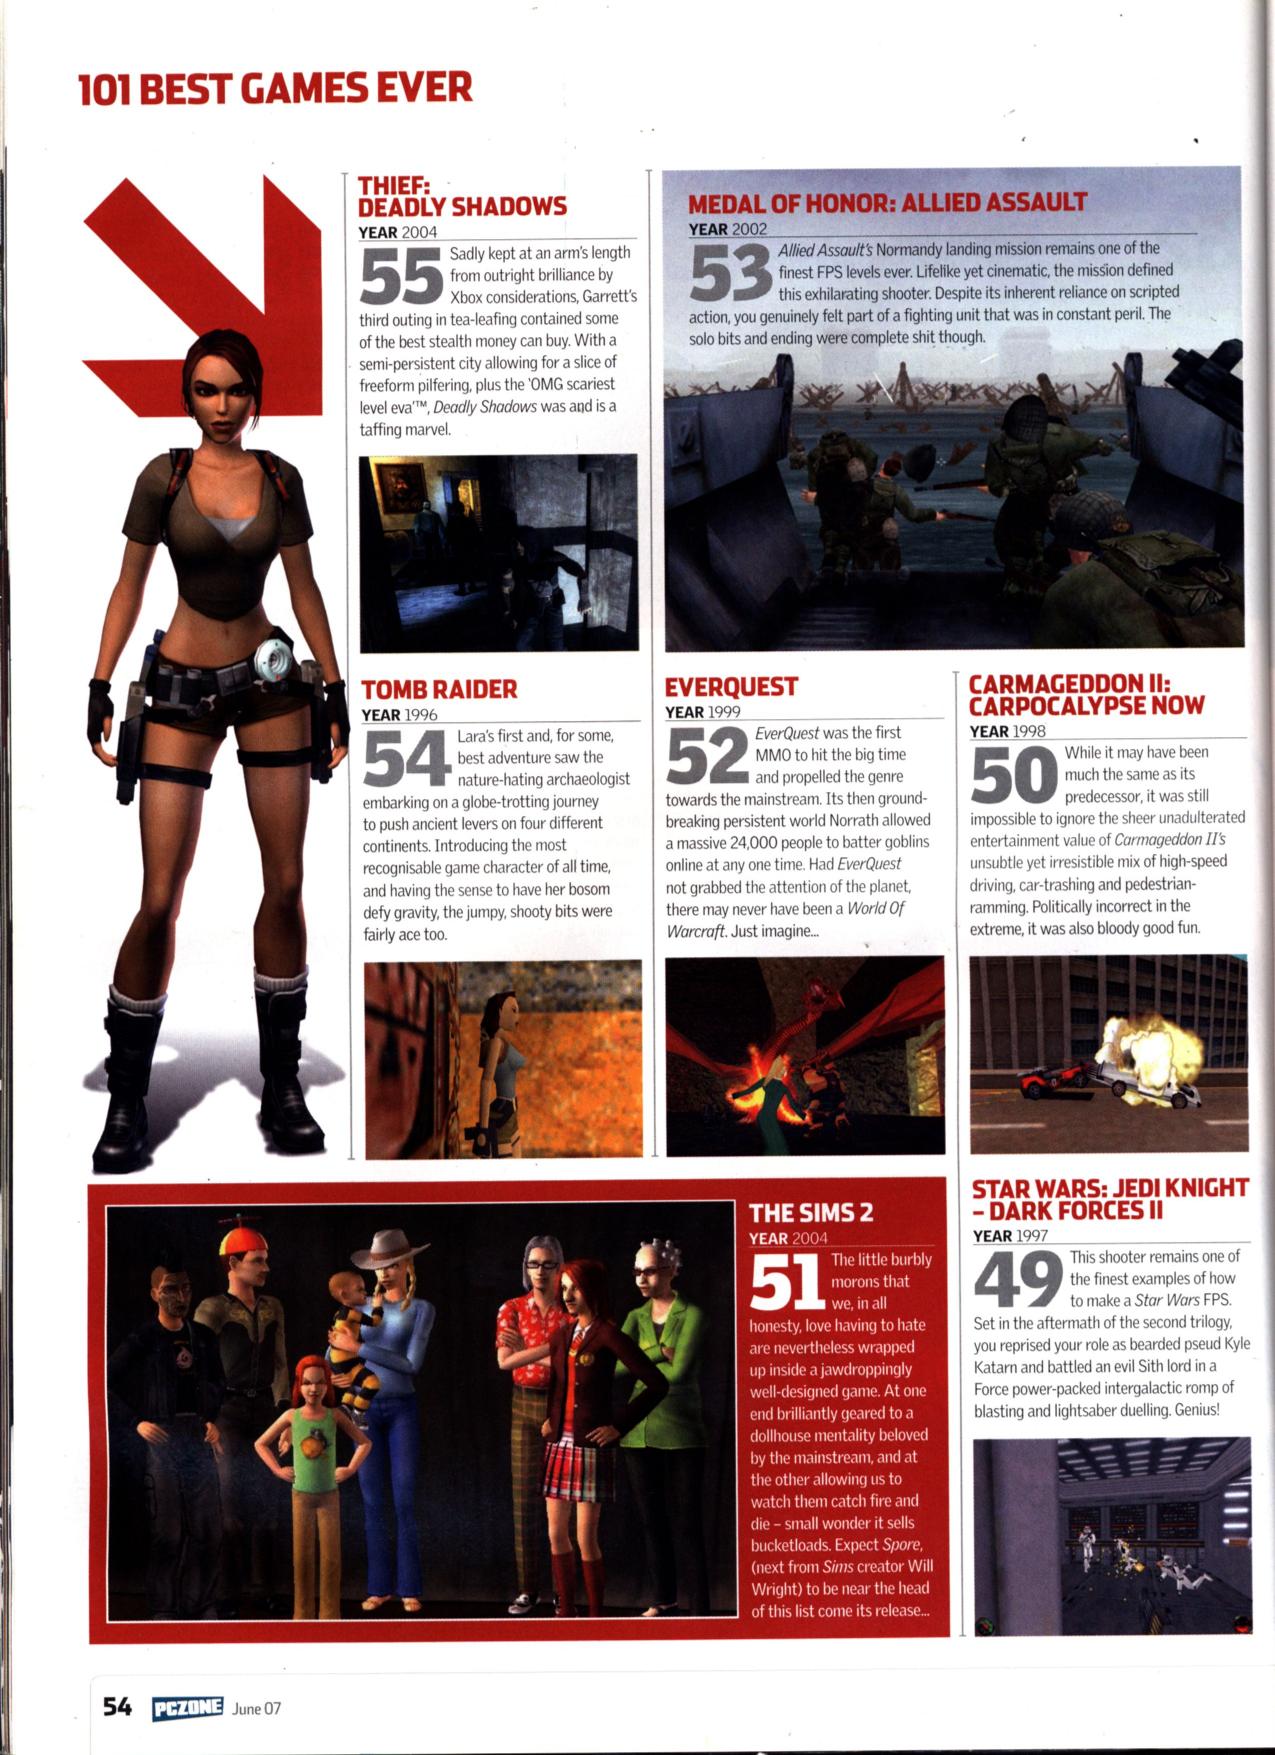 101 BEST GAMES EVER
THIEF:
DEADLY SHADOWS
YEAR 2004
55
Sadly kept at an arm's length
from outright brilliance by
Xbox considerations, Garrett's
third outing in tea-leafing contained some
of the best stealth money can buy. With a
semi-persistent city allowing for a slice of
freeform pilfering, plus the 'OMG scariest
level eva'™, Deadly Shadows was and is a
taffing marvel.
TOMB RAIDER
YEAR 1996
54
Lara's first and, for some,
best adventure saw the
nature-hating archaeologist
embarking on a globe-trotting journey
to push ancient levers on four different
continents. Introducing the most
recognisable game character of all time,
and having the sense to have her bosom
defy gravity, the jumpy, shooty bits were
fairly ace too.
MEDAL OF HONOR: ALLIED ASSAULT
YEAR 2002
53
Allied Assault's Normandy landing mission remains one of the
finest FPS levels ever. Lifelike yet cinematic, the mission defined
this exhilarating shooter. Despite its inherent reliance on scripted
action, you genuinely felt part of a fighting unit that was in constant peril. The
solo bits and ending were complete shit though.
EVERQUEST
YEAR 1999
52
EverQuest was the first
MMO to hit the big time
and propelled the genre
towards the mainstream. Its then ground-
breaking persistent world Norrath allowed
a massive 24,000 people to batter goblins
online at any one time. Had EverQuest
not grabbed the attention of the planet,
there may never have been a World Of
Warcraft. Just imagine...
THE SIMS 2
YEAR 2004
51
The little burbly
morons that
we, in all
honesty, love having to hate
are nevertheless wrapped
up inside a jawdroppingly
well-designed game. At one
end brilliantly geared to a
dollhouse mentality beloved
by the mainstream, and at
the other allowing us to
watch them catch fire and
die – small wonder it sells
bucketloads. Expect Spore,
(next from Sims creator Will
Wright) to be near the head
of this list come its release...
CARMAGEDDON II:
CARPOCALYPSE NOW
YEAR 1998
50
While it may have been
much the same as its
predecessor, it was still
impossible to ignore the sheer unadulterated
entertainment value of Carmageddon II's
unsubtle yet irresistible mix of high-speed
driving, car-trashing and pedestrian-
ramming. Politically incorrect in the
extreme, it was also bloody good fun.
STAR WARS: JEDI KNIGHT
– DARK FORCES II
YEAR 1997
49
This shooter remains one of
the finest examples of how
to make a Star Wars FPS.
Set in the aftermath of the second trilogy,
you reprised your role as bearded pseud Kyle
Katarn and battled an evil Sith lord in a
Force power-packed intergalactic romp of
blasting and lightsaber duelling. Genius!
54 PCZONE June 07